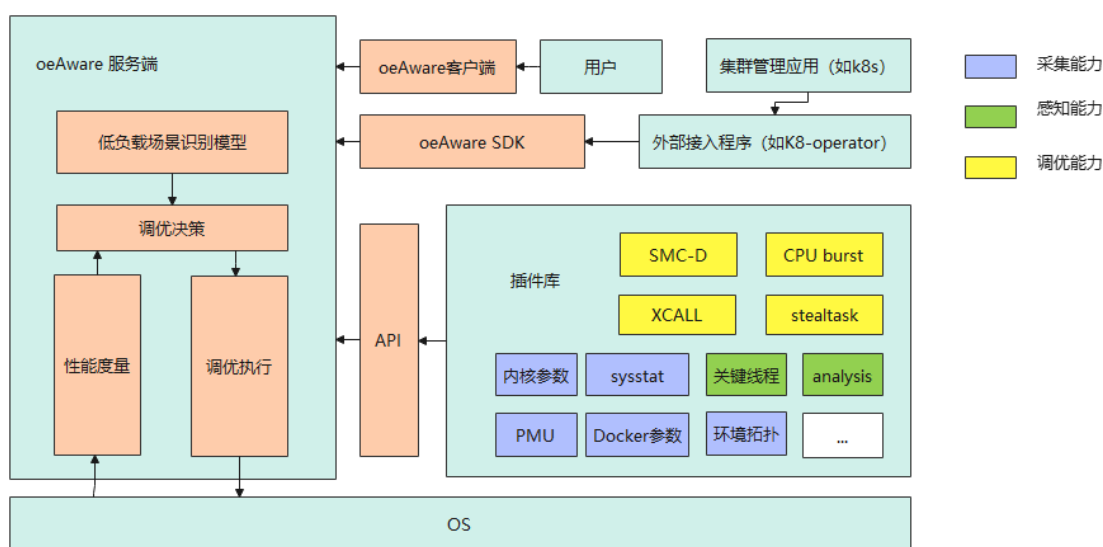 oeAware 服务端
低负载场景识别模型
调优决策
性能度量
调优执行
oeAware客户端
用户
集群管理应用（如k8s）
oeAware SDK
外部接入程序（如K8-operator）
API
插件库
SMC-D
CPU burst
XCALL
stealtask
内核参数
sysstat
关键线程
analysis
PMU
Docker参数
环境拓扑
...
OS
采集能力
感知能力
调优能力